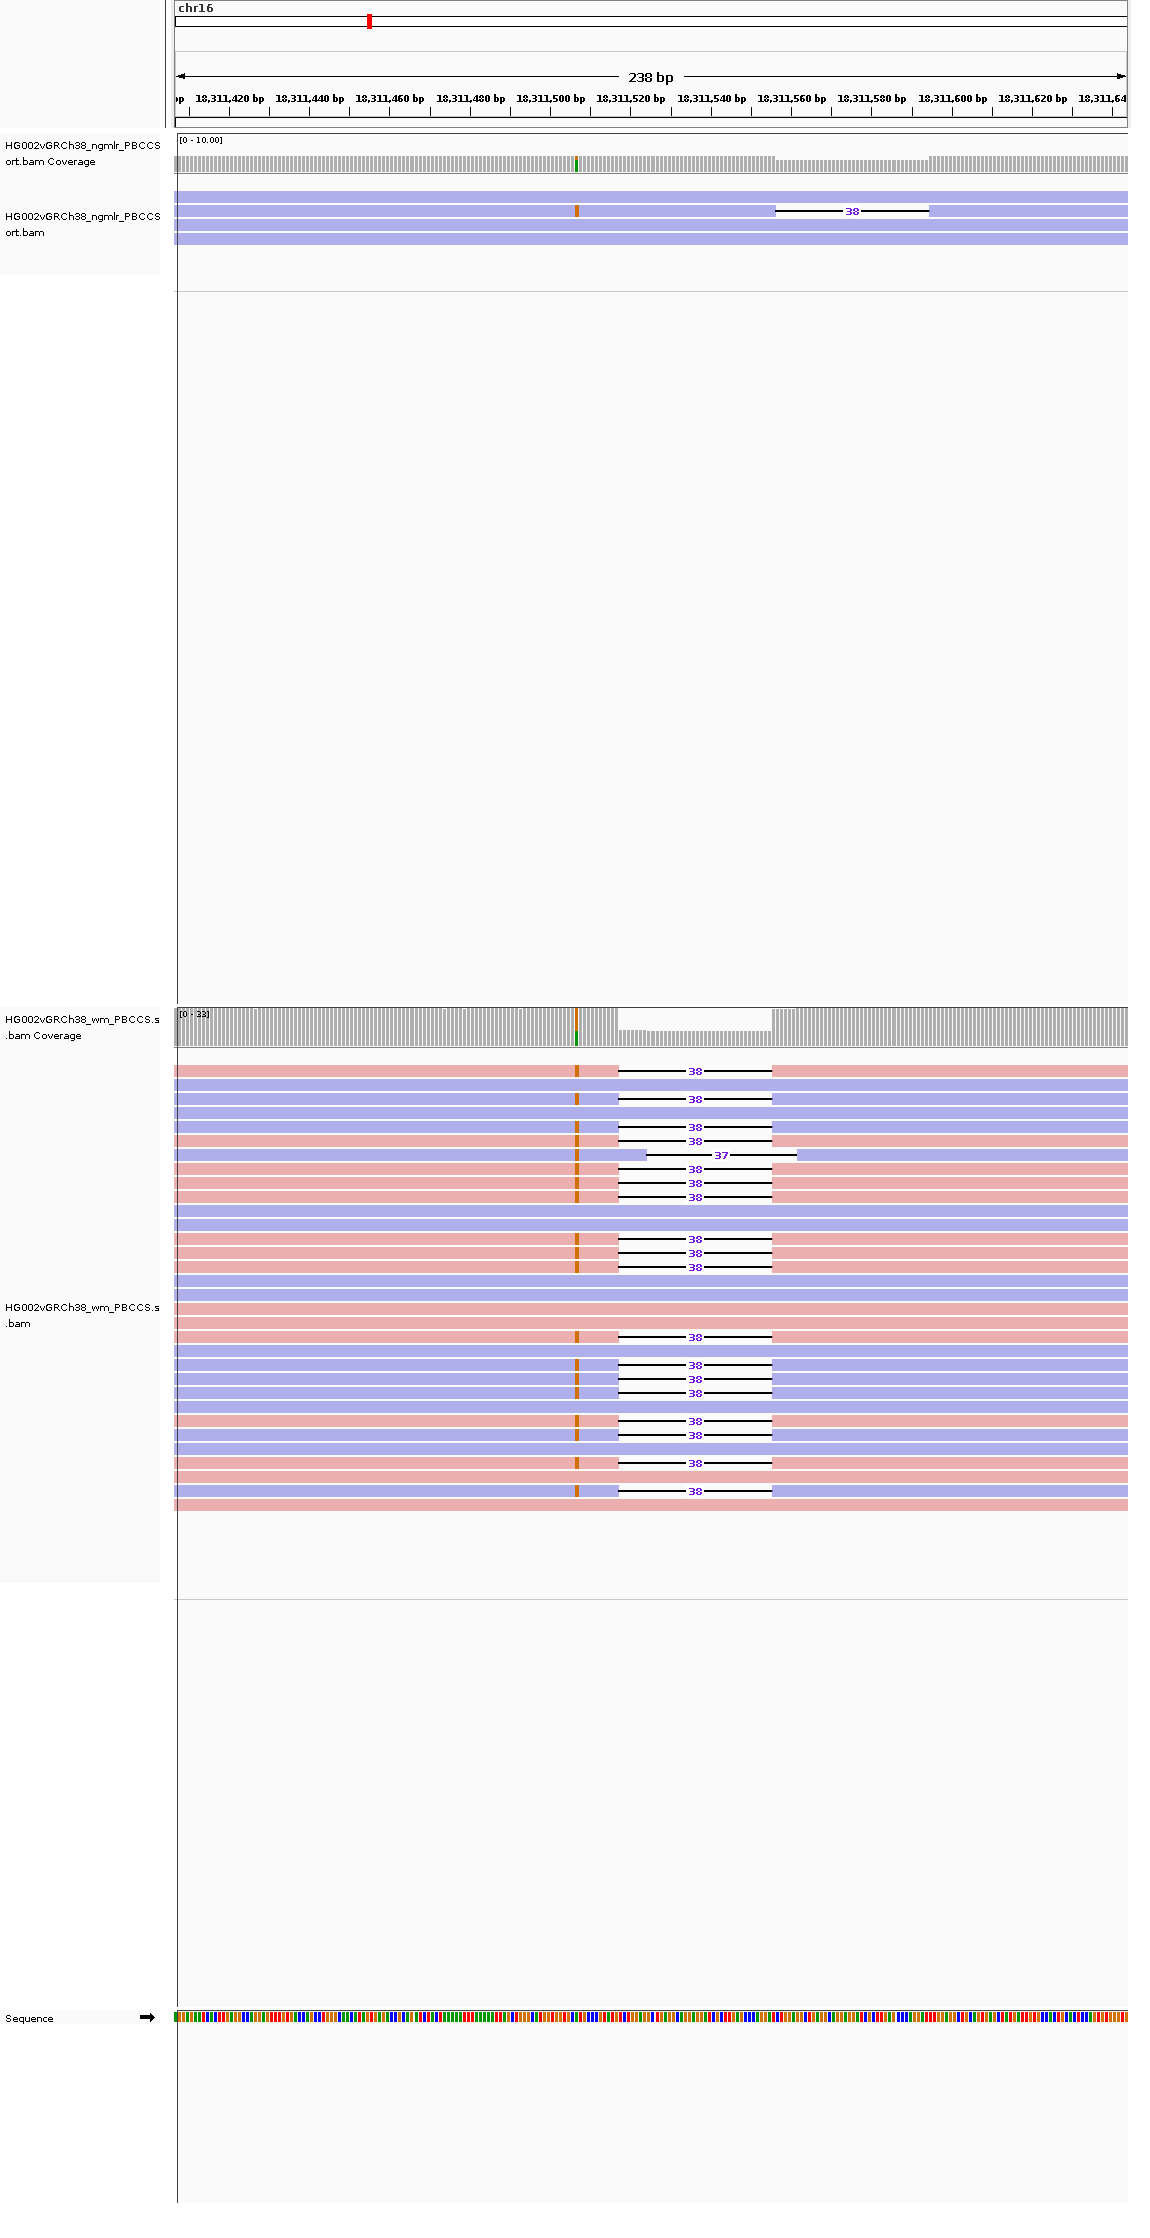 chr16
238 bp
bp 18,311,420 bp 18,311,440 bp 18,311,460 bp 18,311,480 bp 18,311,500 bp 18,311,520 bp 18,311,540 bp 18,311,560 bp 18,311,580 bp 18,311,600 bp 18,311,620 bp 18,311,64
[0 - 10.00]
HG002vGRCh38_ngmlr_PBCCS
ort.bam Coverage
38
HG002vGRCh38_ngmlr_PBCCS
ort.bam
[0 - 33]
HG002vGRCh38_wm_PBCCS.s
.bam Coverage
38
38
38
38
37
38
38
38
38
38
38
HG002vGRCh38_wm_PBCCS.s
.bam
38
38
38
38
38
38
38
38
Sequence